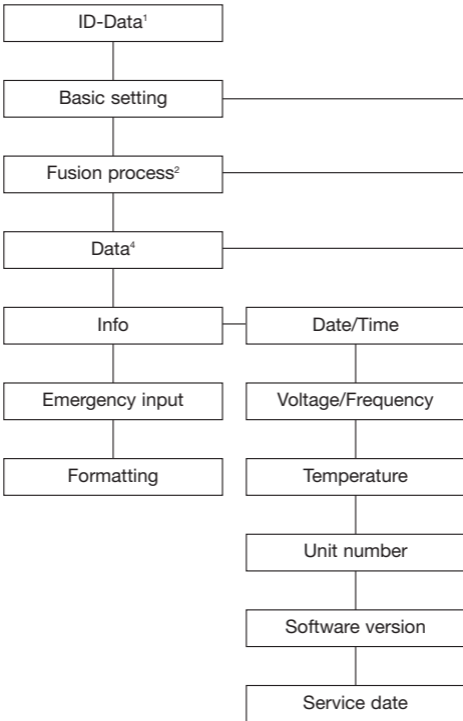 ID-Data¹
Basic setting
Fusion process²
Data⁴
Info
Date/Time
Emergency input
Voltage/Frequency
Formatting
Temperature
Unit number
Software version
Service date